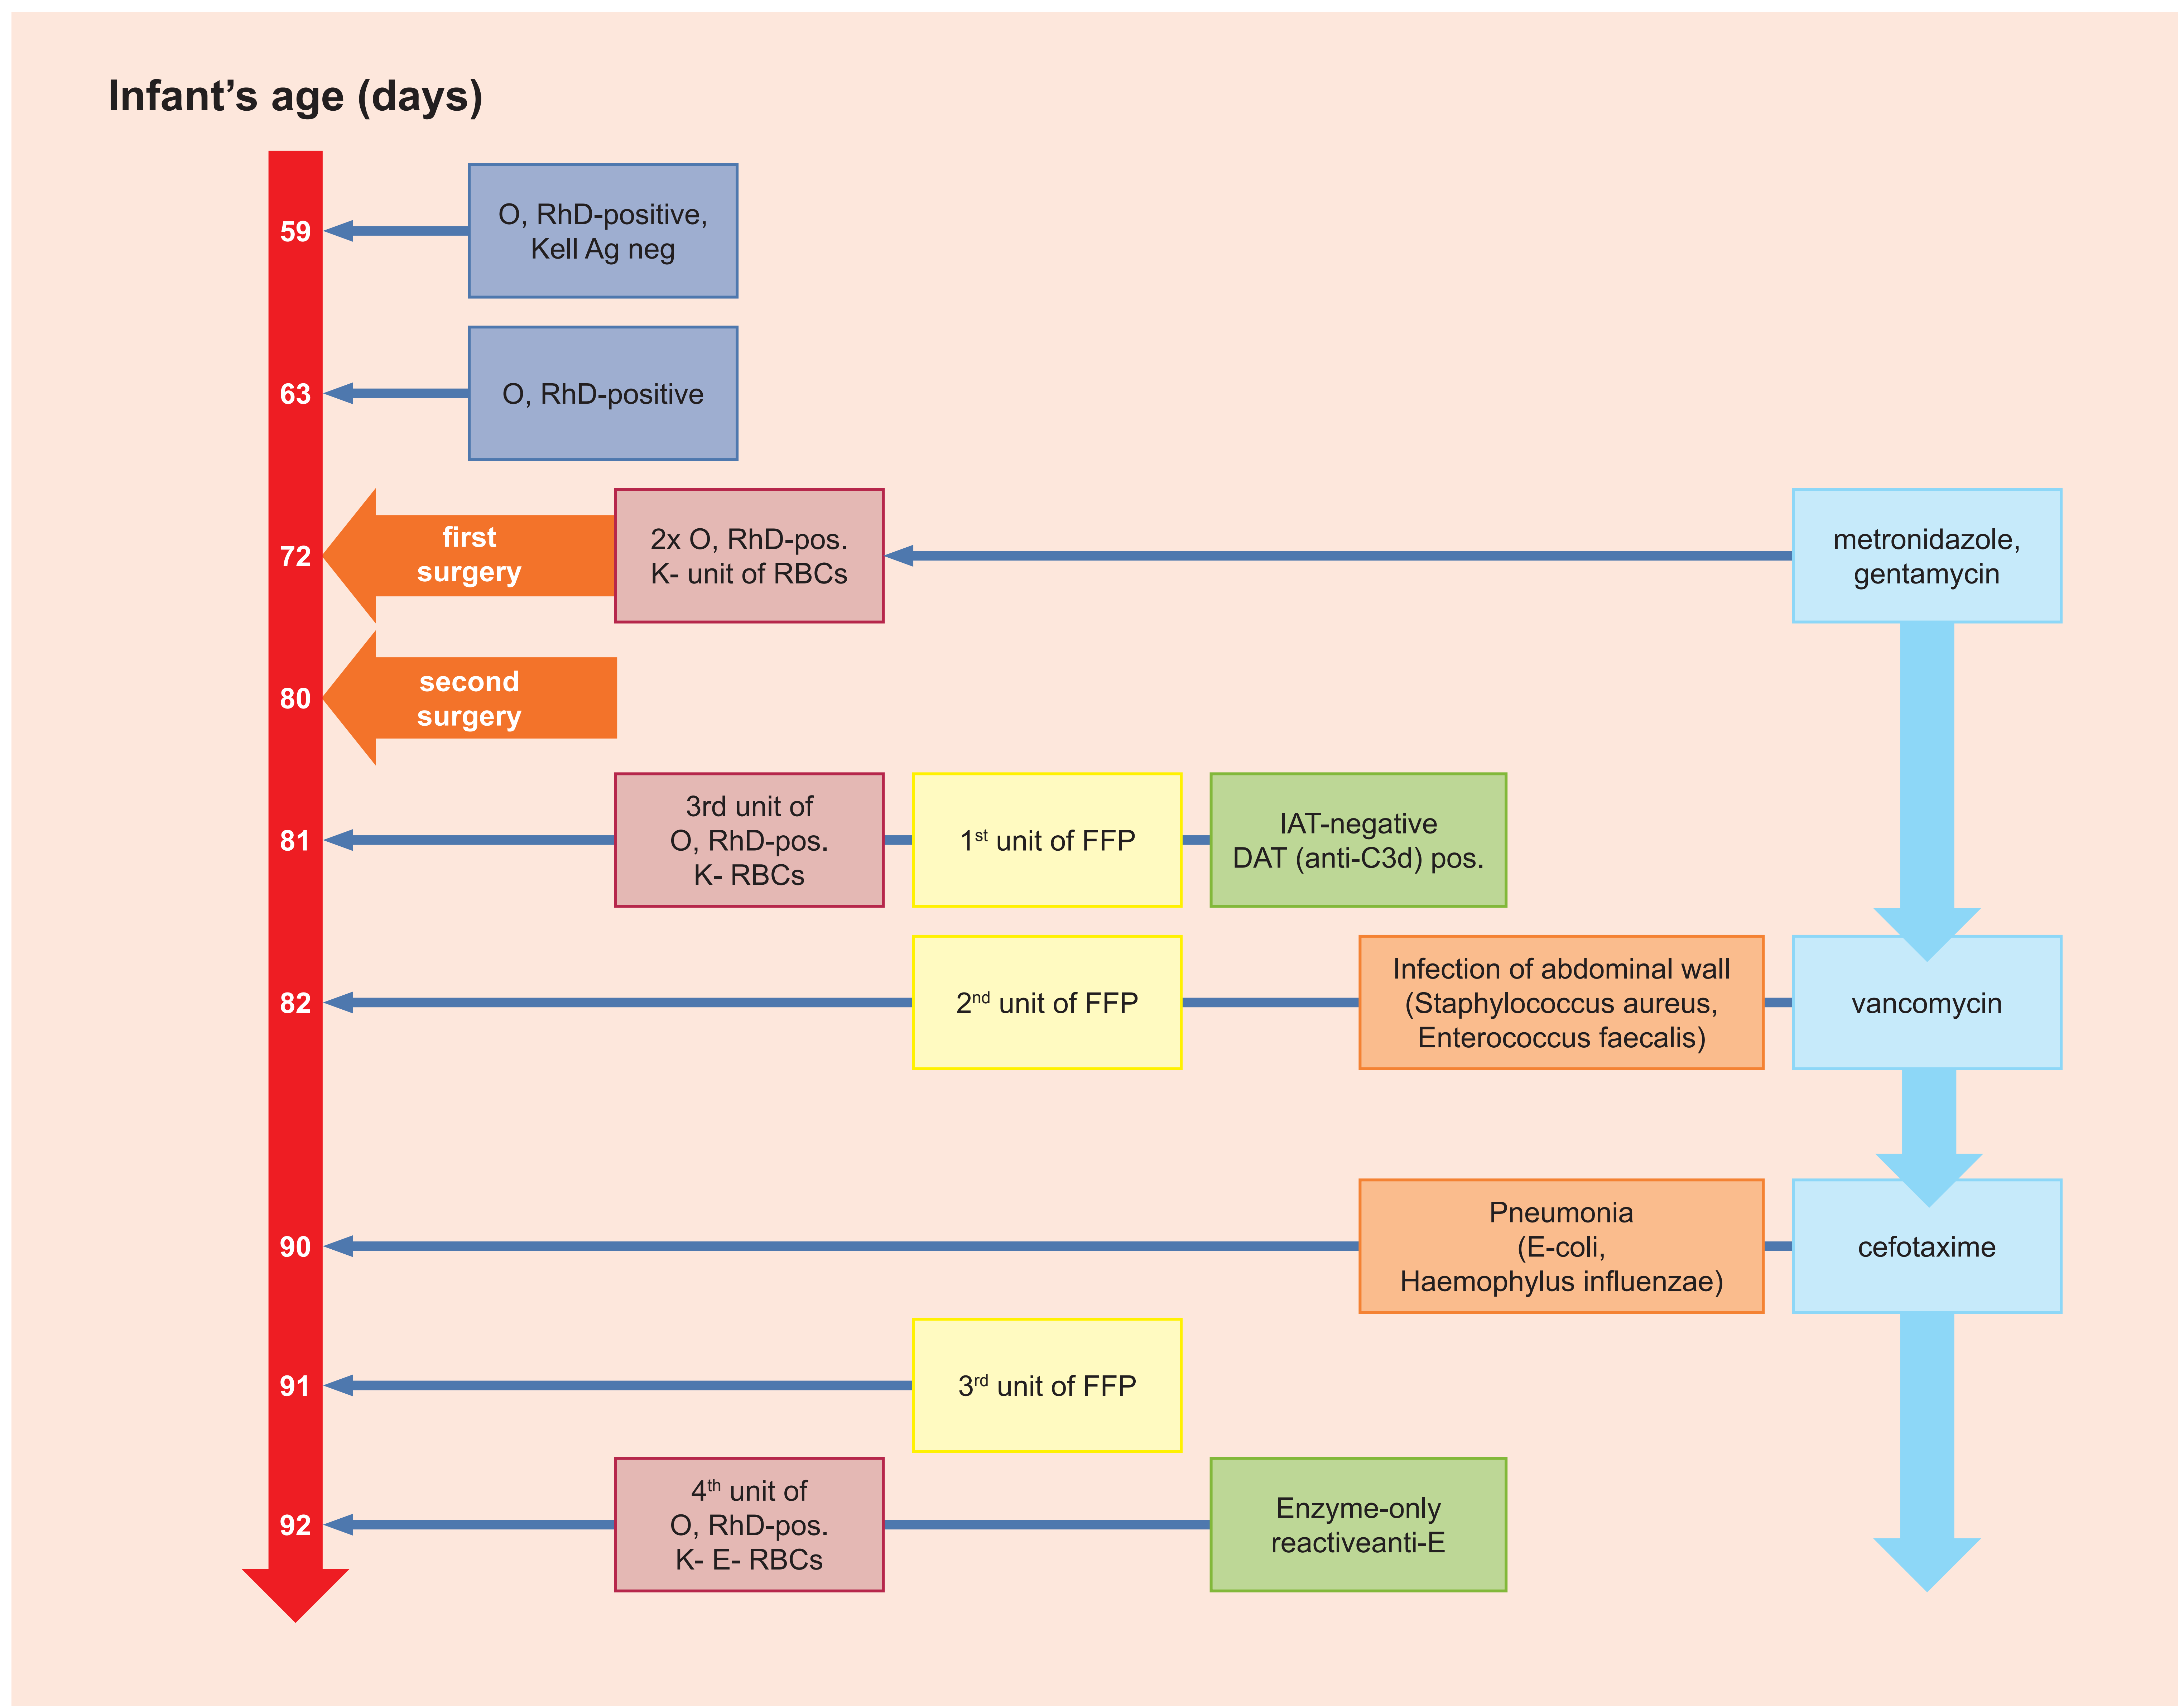 Infant's age (days)
59
O, RhD-positive,
Kell Ag neg
63
O, RhD-positive
72
first
surgery
2x O, RhD-pos.
K- unit of RBCs
metronidazole,
gentamycin
80
second
surgery
81
3rd unit of
O, RhD-pos.
K- RBCs
1st unit of FFP
IAT-negative
DAT (anti-C3d) pos.
82
2nd unit of FFP
Infection of abdominal wall
(Staphylococcus aureus,
Enterococcus faecalis)
vancomycin
90
Pneumonia
(E-coli,
Haemophylus influenzae)
cefotaxime
91
3rd unit of FFP
92
4th unit of
O, RhD-pos.
K- E- RBCs
Enzyme-only
reactiveanti-E